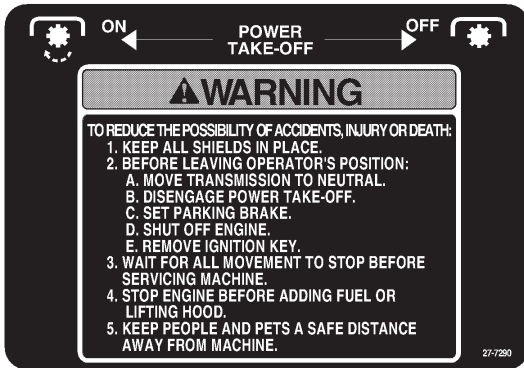 ON POWER OFF
TAKE-OFF
WARNING
TO REDUCE THE POSSIBILITY OF ACCIDENTS, INJURY OR DEATH:
1. KEEP ALL SHIELDS IN PLACE.
2. BEFORE LEAVING OPERATOR'S POSITION:
A. MOVE TRANSMISSION TO NEUTRAL.
B. DISENGAGE POWER TAKE-OFF.
C. SET PARKING BRAKE.
D. SHUT OFF ENGINE.
E. REMOVE IGNITION KEY.
3. WAIT FOR ALL MOVEMENT TO STOP BEFORE
SERVICING MACHINE.
4. STOP ENGINE BEFORE ADDING FUEL OR
LIFTING HOOD.
5. KEEP PEOPLE AND PETS A SAFE DISTANCE
AWAY FROM MACHINE.
27-7290